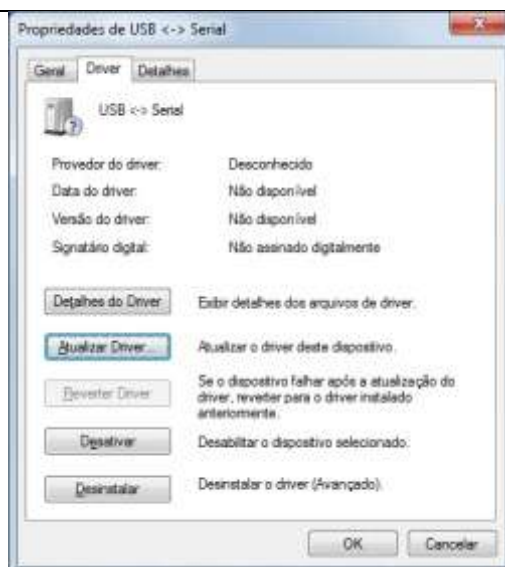 Propriedades de USB <-> Serial
Geral Driver Detalhes
USB <-> Serial
Provedor do driver: Desconhecido
Data do driver: Não disponível
Versão do driver: Não disponível
Signatário digital: Não assinado digitalmente
Detalhes do Driver Exibir detalhes dos arquivos de driver.
Atualizar Driver... Atualizar o driver deste dispositivo.
Reverter Driver Se o dispositivo falhar após a atualização do
driver, reverter para o driver instalado
anteriormente.
Desativar Desabilitar o dispositivo selecionado.
Desinstalar Desinstalar o driver (Avançado).
OK Cancelar